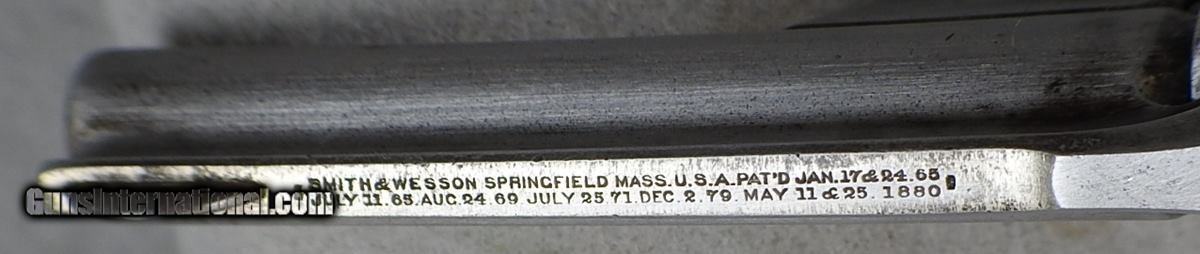 SMITH & WESSON SPRINGFIELD MASS. U.S.A. PAT'D JAN. 17 & 24. 65
JULY 11. 65. AUG. 24. 69. JULY 25 71. DEC. 2. 79. MAY 11 & 25. 1880
GunsInternational.com